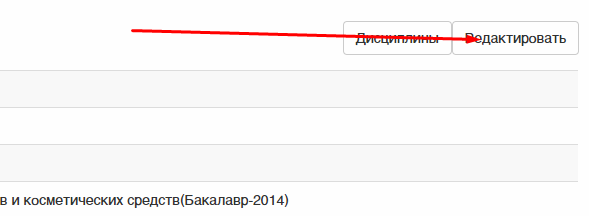 Дисциплины Редактировать
в и косметических средств(Бакалавр-2014)